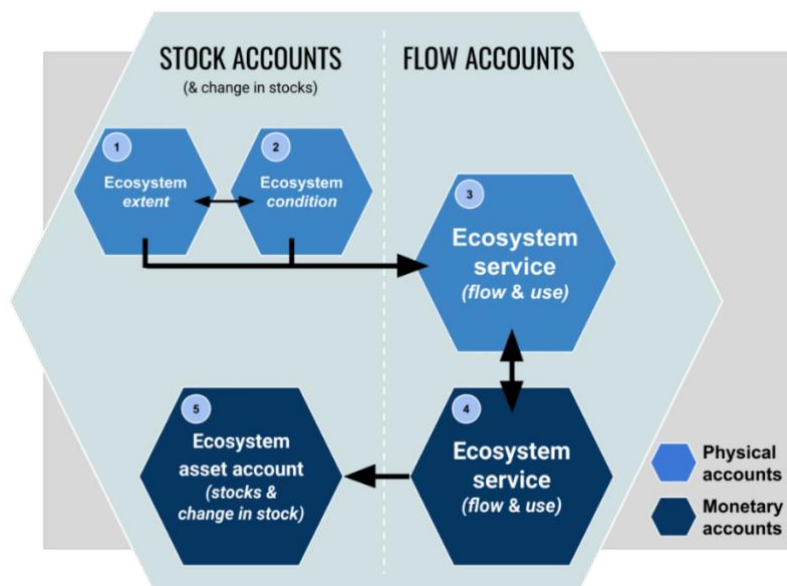 STOCK ACCOUNTS
(& change in stocks)
FLOW ACCOUNTS
1
Ecosystem
extent
2
Ecosystem
condition
3
Ecosystem
service
(flow & use)
5
Ecosystem
asset account
(stocks &
change in stock)
4
Ecosystem
service
(flow & use)
Physical
accounts
Monetary
accounts